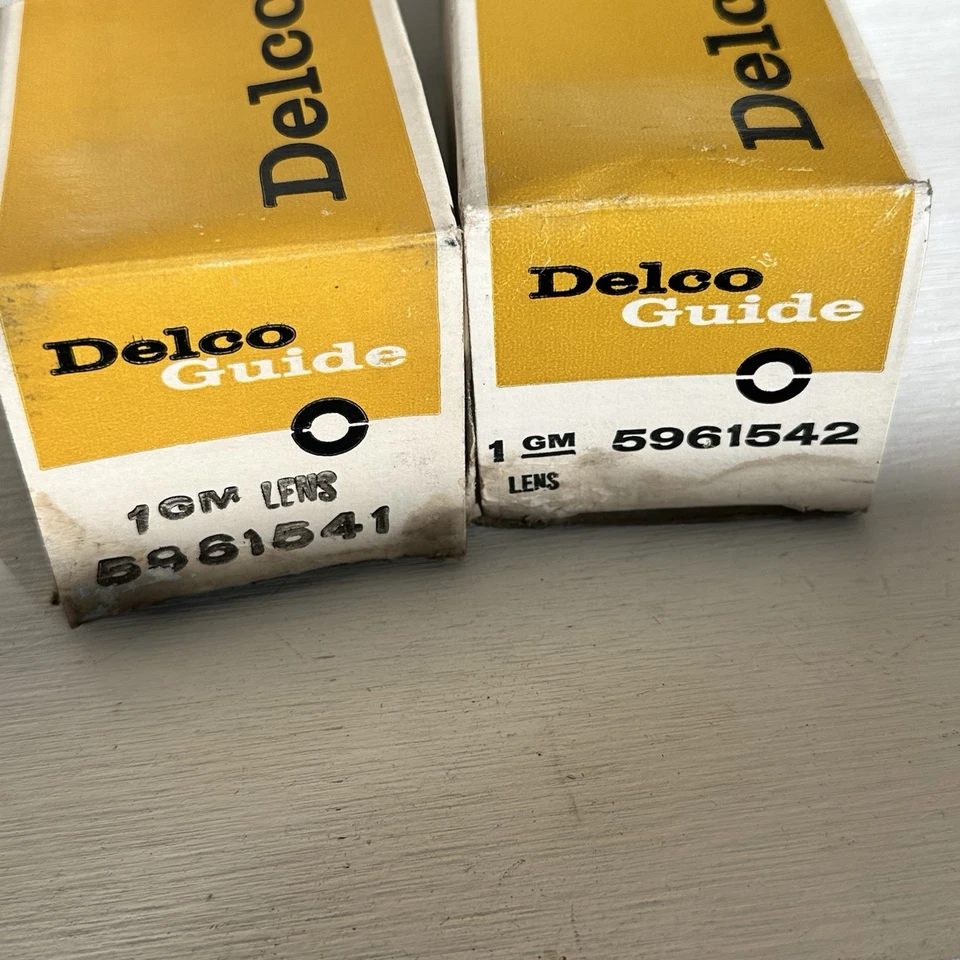 Delco
Delco
Guide
1 GM LENS
5961541
Delco
Delco
Guide
1 GM 5961542
LENS